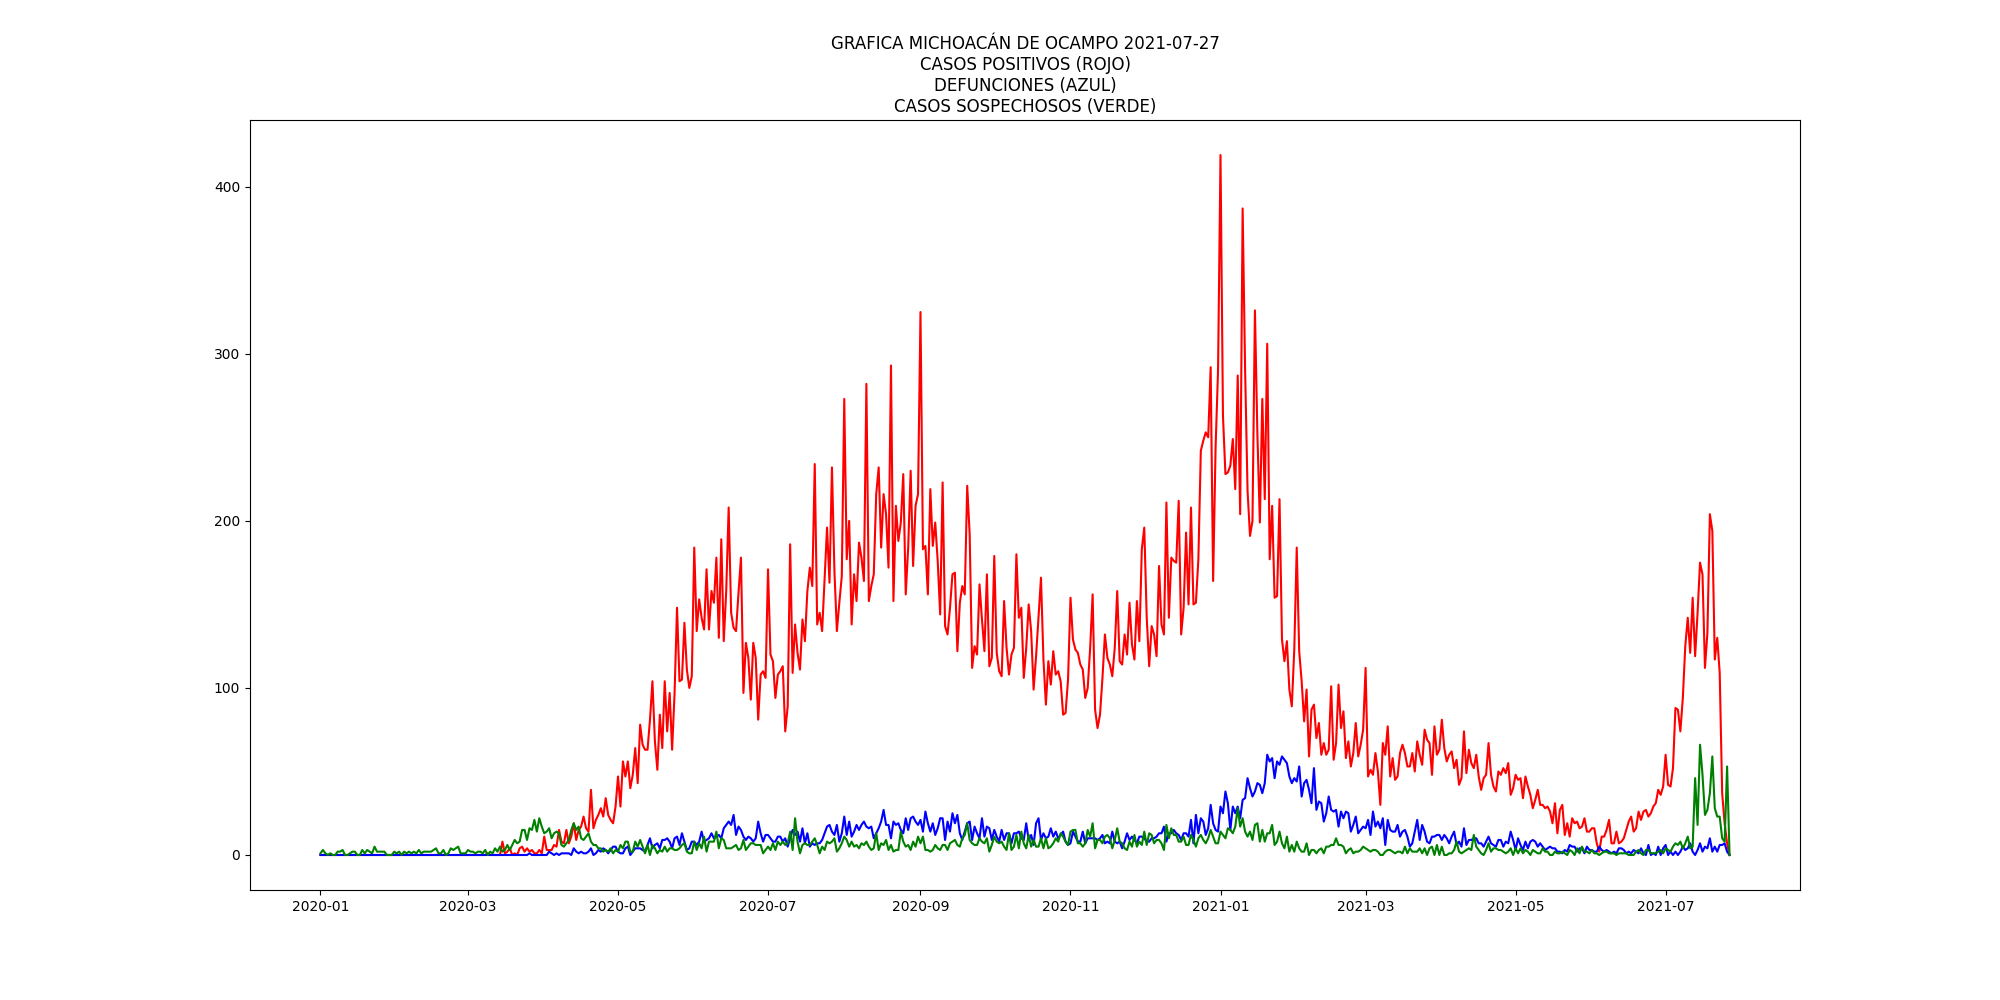 GRAFICA MICHOACÁN DE OCAMPO 2021-07-27
CASOS POSITIVOS (ROJO)
DEFUNCIONES (AZUL)
CASOS SOSPECHOSOS (VERDE)
400
300
200
100
0
2020-01 2020-03 2020-05 2020-07 2020-09 2020-11 2021-01 2021-03 2021-05 2021-07